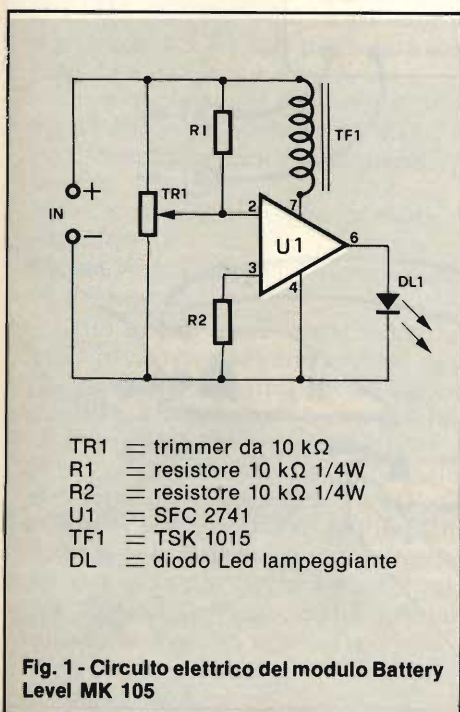 R1
TF1
+
IN
TR1
−
2
7
U1
6
3
4
DL1
R2
TR1 = trimmer da 10 kΩ
R1 = resistore 10 kΩ 1/4W
R2 = resistore 10 kΩ 1/4W
U1 = SFC 2741
TF1 = TSK 1015
DL = diodo Led lampeggiante
Fig. 1 - Circuito elettrico del modulo Battery
Level MK 105